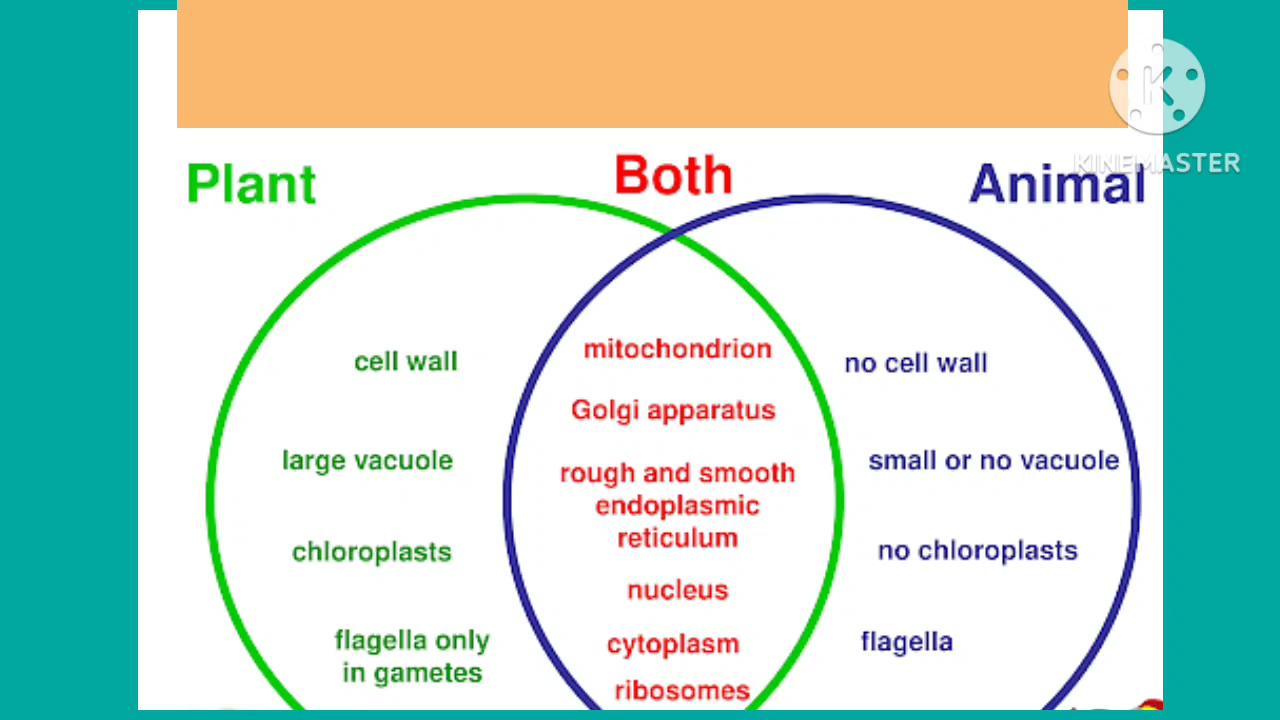 Plant
Both
Animal
KINEMASTER
cell wall
large vacuole
chloroplasts
flagella only
in gametes
mitochondrion
Golgi apparatus
rough and smooth
endoplasmic
reticulum
nucleus
cytoplasm
ribosomes
no cell wall
small or no vacuole
no chloroplasts
flagella